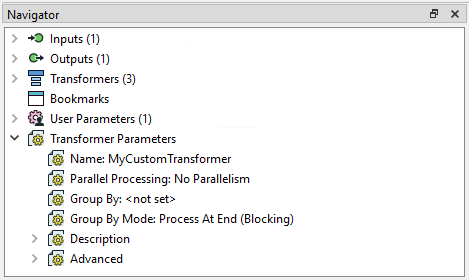 Navigator
Inputs (1)
Outputs (1)
Transformers (3)
Bookmarks
User Parameters (1)
Transformer Parameters
Name: MyCustomTransformer
Parallel Processing: No Parallelism
Group By: <not set>
Group By Mode: Process At End (Blocking)
Description
Advanced